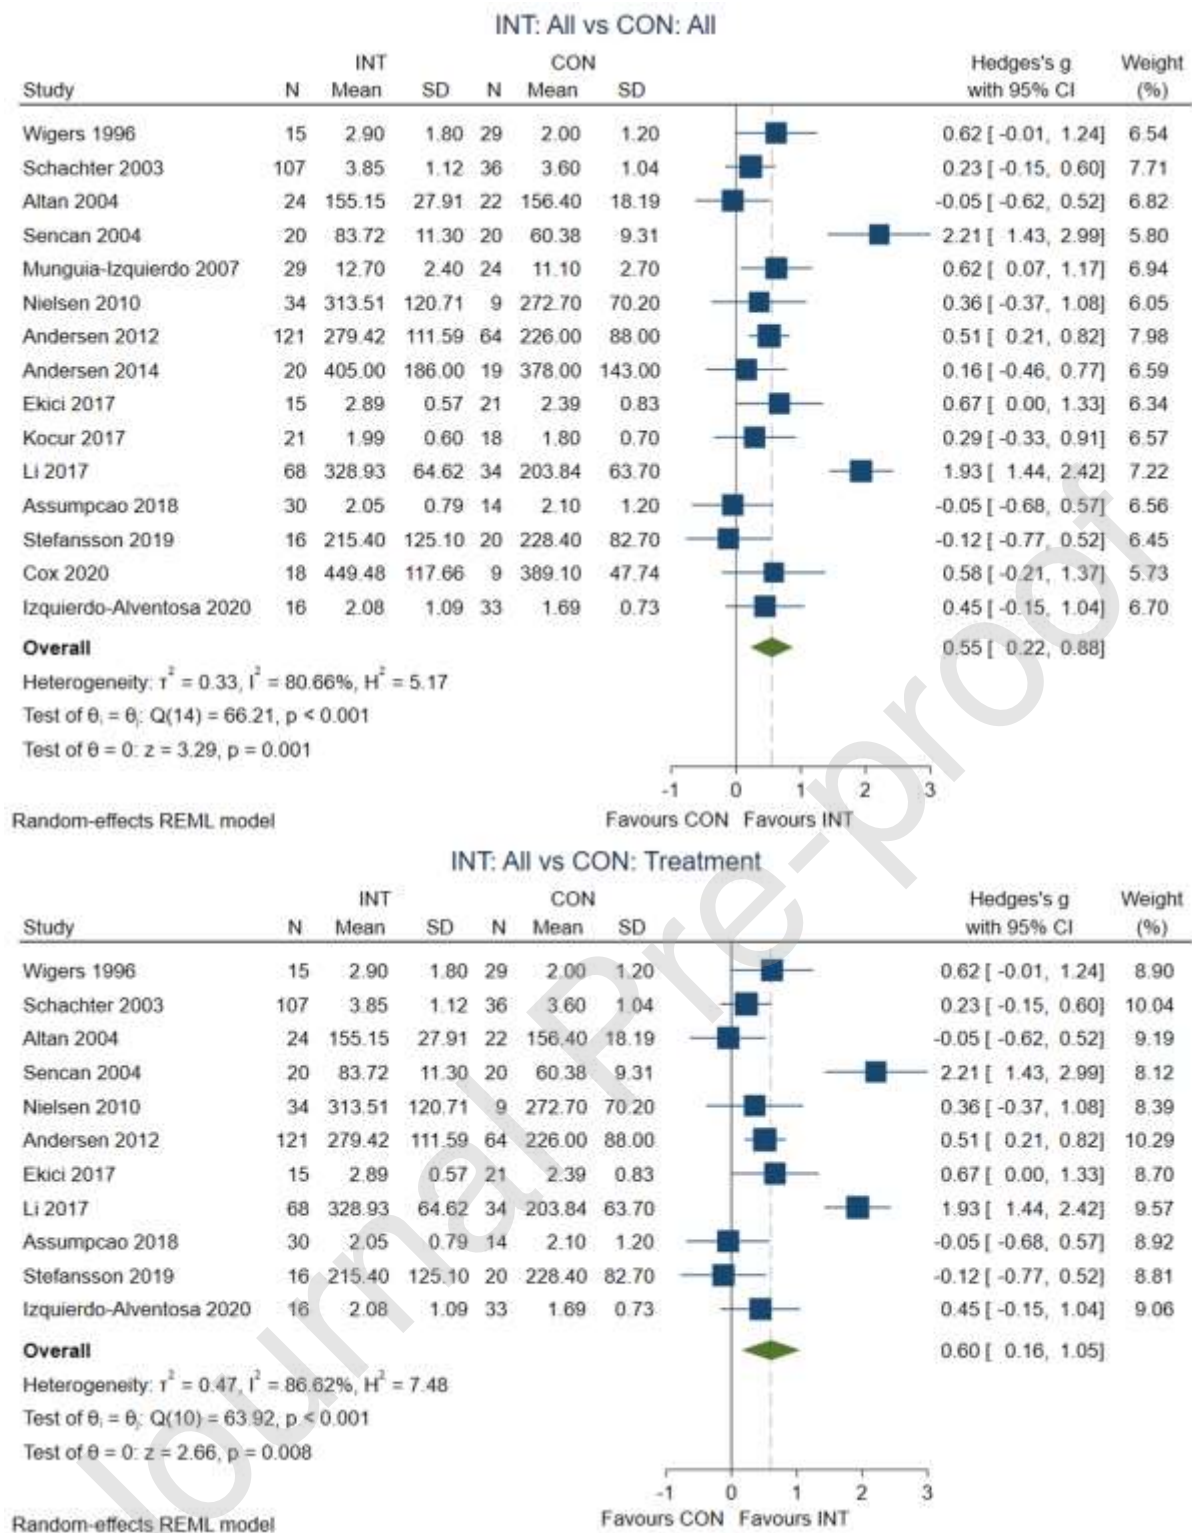 INT: All vs CON: All
INT CON Hedges's g Weight
Study N Mean SD N Mean SD with 95% CI (%)
Wigers 1996 15 2.90 1.80 29 2.00 1.20 0.62 [ -0.01, 1.24] 6.54
Schachter 2003 107 3.85 1.12 36 3.60 1.04 0.23 [ -0.15, 0.60] 7.71
Altan 2004 24 155.15 27.91 22 156.40 18.19 -0.05 [ -0.62, 0.52] 6.82
Sencan 2004 20 83.72 11.30 20 60.38 9.31 2.21 [ 1.43, 2.99] 5.80
Munguia-Izquierdo 2007 29 12.70 2.40 24 11.10 2.70 0.62 [ 0.07, 1.17] 6.94
Nielsen 2010 34 313.51 120.71 9 272.70 70.20 0.36 [ -0.37, 1.08] 6.05
Andersen 2012 121 279.42 111.59 64 226.00 88.00 0.51 [ 0.21, 0.82] 7.98
Andersen 2014 20 405.00 186.00 19 378.00 143.00 0.16 [ -0.46, 0.77] 6.59
Ekici 2017 15 2.89 0.57 21 2.39 0.83 0.67 [ 0.00, 1.33] 6.34
Kocur 2017 21 1.99 0.60 18 1.80 0.70 0.29 [ -0.33, 0.91] 6.57
Li 2017 68 328.93 64.62 34 203.84 63.70 1.93 [ 1.44, 2.42] 7.22
Assumpcao 2018 30 2.05 0.79 14 2.10 1.20 -0.05 [ -0.68, 0.57] 6.56
Stefansson 2019 16 215.40 125.10 20 228.40 82.70 -0.12 [ -0.77, 0.52] 6.45
Cox 2020 18 449.48 117.66 9 389.10 47.74 0.58 [ -0.21, 1.37] 5.73
Izquierdo-Alventosa 2020 16 2.08 1.09 33 1.69 0.73 0.45 [ -0.15, 1.04] 6.70
Overall 0.55 [ 0.22, 0.88]
Heterogeneity: τ² = 0.33, I² = 80.66%, H² = 5.17
Test of θᵢ = θⱼ: Q(14) = 66.21, p < 0.001
Test of θ = 0: z = 3.29, p = 0.001
-1 0 1 2 3
Favours CON Favours INT
Random-effects REML model
INT: All vs CON: Treatment
INT CON Hedges's g Weight
Study N Mean SD N Mean SD with 95% CI (%)
Wigers 1996 15 2.90 1.80 29 2.00 1.20 0.62 [ -0.01, 1.24] 8.90
Schachter 2003 107 3.85 1.12 36 3.60 1.04 0.23 [ -0.15, 0.60] 10.04
Altan 2004 24 155.15 27.91 22 156.40 18.19 -0.05 [ -0.62, 0.52] 9.19
Sencan 2004 20 83.72 11.30 20 60.38 9.31 2.21 [ 1.43, 2.99] 8.12
Nielsen 2010 34 313.51 120.71 9 272.70 70.20 0.36 [ -0.37, 1.08] 8.39
Andersen 2012 121 279.42 111.59 64 226.00 88.00 0.51 [ 0.21, 0.82] 10.29
Ekici 2017 15 2.89 0.57 21 2.39 0.83 0.67 [ 0.00, 1.33] 8.70
Li 2017 68 328.93 64.62 34 203.84 63.70 1.93 [ 1.44, 2.42] 9.57
Assumpcao 2018 30 2.05 0.79 14 2.10 1.20 -0.05 [ -0.68, 0.57] 8.92
Stefansson 2019 16 215.40 125.10 20 228.40 82.70 -0.12 [ -0.77, 0.52] 8.81
Izquierdo-Alventosa 2020 16 2.08 1.09 33 1.69 0.73 0.45 [ -0.15, 1.04] 9.06
Overall 0.60 [ 0.16, 1.05]
Heterogeneity: τ² = 0.47, I² = 86.62%, H² = 7.48
Test of θᵢ = θⱼ: Q(10) = 63.92, p < 0.001
Test of θ = 0: z = 2.66, p = 0.008
-1 0 1 2 3
Favours CON Favours INT
Random-effects REML model
Journal Pre-proof